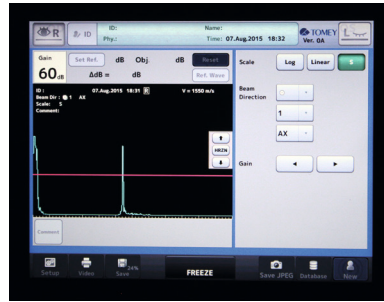 R ID ID: Name: TOMEY L
Phy.: Time: 07.Aug.2015 18:32 Ver. 0A
Gain Set Ref. dB Obj. dB Reset
60dB ΔdB = dB Ref. Wave
ID : 07.Aug.2015 18:31 R V = 1550 m/s
Beam Dir : 1 AX
Scale: S
Comment:
HRZN
Comment
Scale Log Linear S
Beam
Direction
1
AX
Gain
Setup Video Save 24% FREEZE Save JPEG Database New